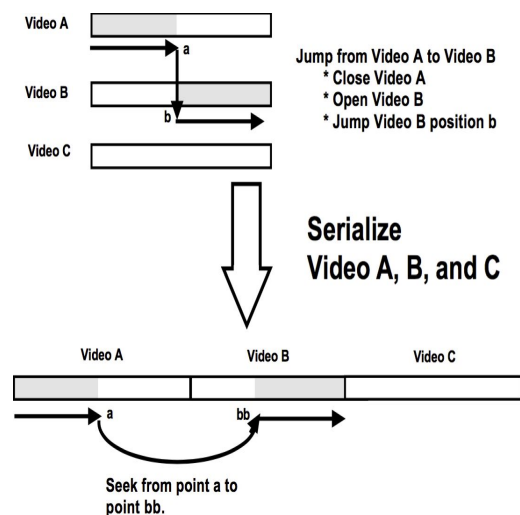 Video A
a
Jump from Video A to Video B
* Close Video A
* Open Video B
* Jump Video B position b
Video B
b
Video C
Serialize
Video A, B, and C
Video A
Video B
Video C
a
bb
Seek from point a to
point bb.